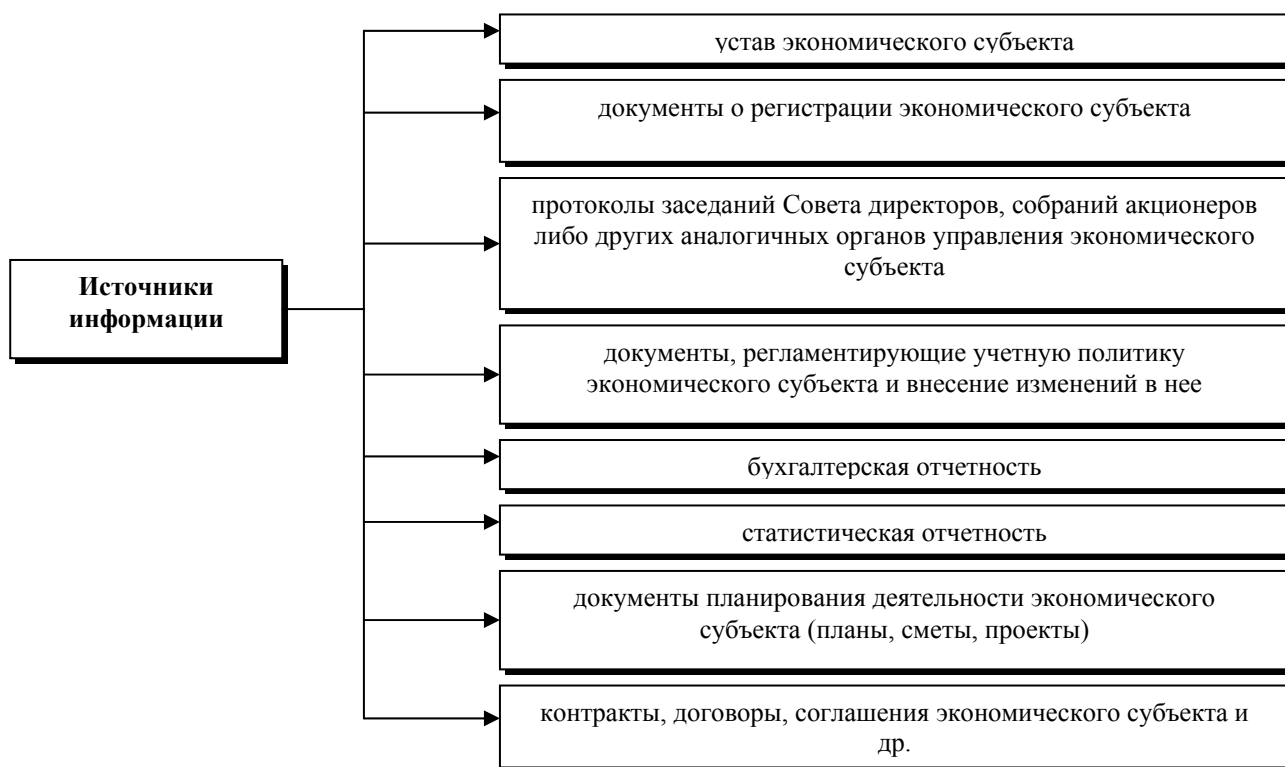 устав экономического субъекта
документы о регистрации экономического субъекта
протоколы заседаний Совета директоров, собраний акционеров
либо других аналогичных органов управления экономического
субъекта
Источники
информации
документы, регламентирующие учетную политику
экономического субъекта и внесение изменений в нее
бухгалтерская отчетность
статистическая отчетность
документы планирования деятельности экономического
субъекта (планы, сметы, проекты)
контракты, договоры, соглашения экономического субъекта и
др.